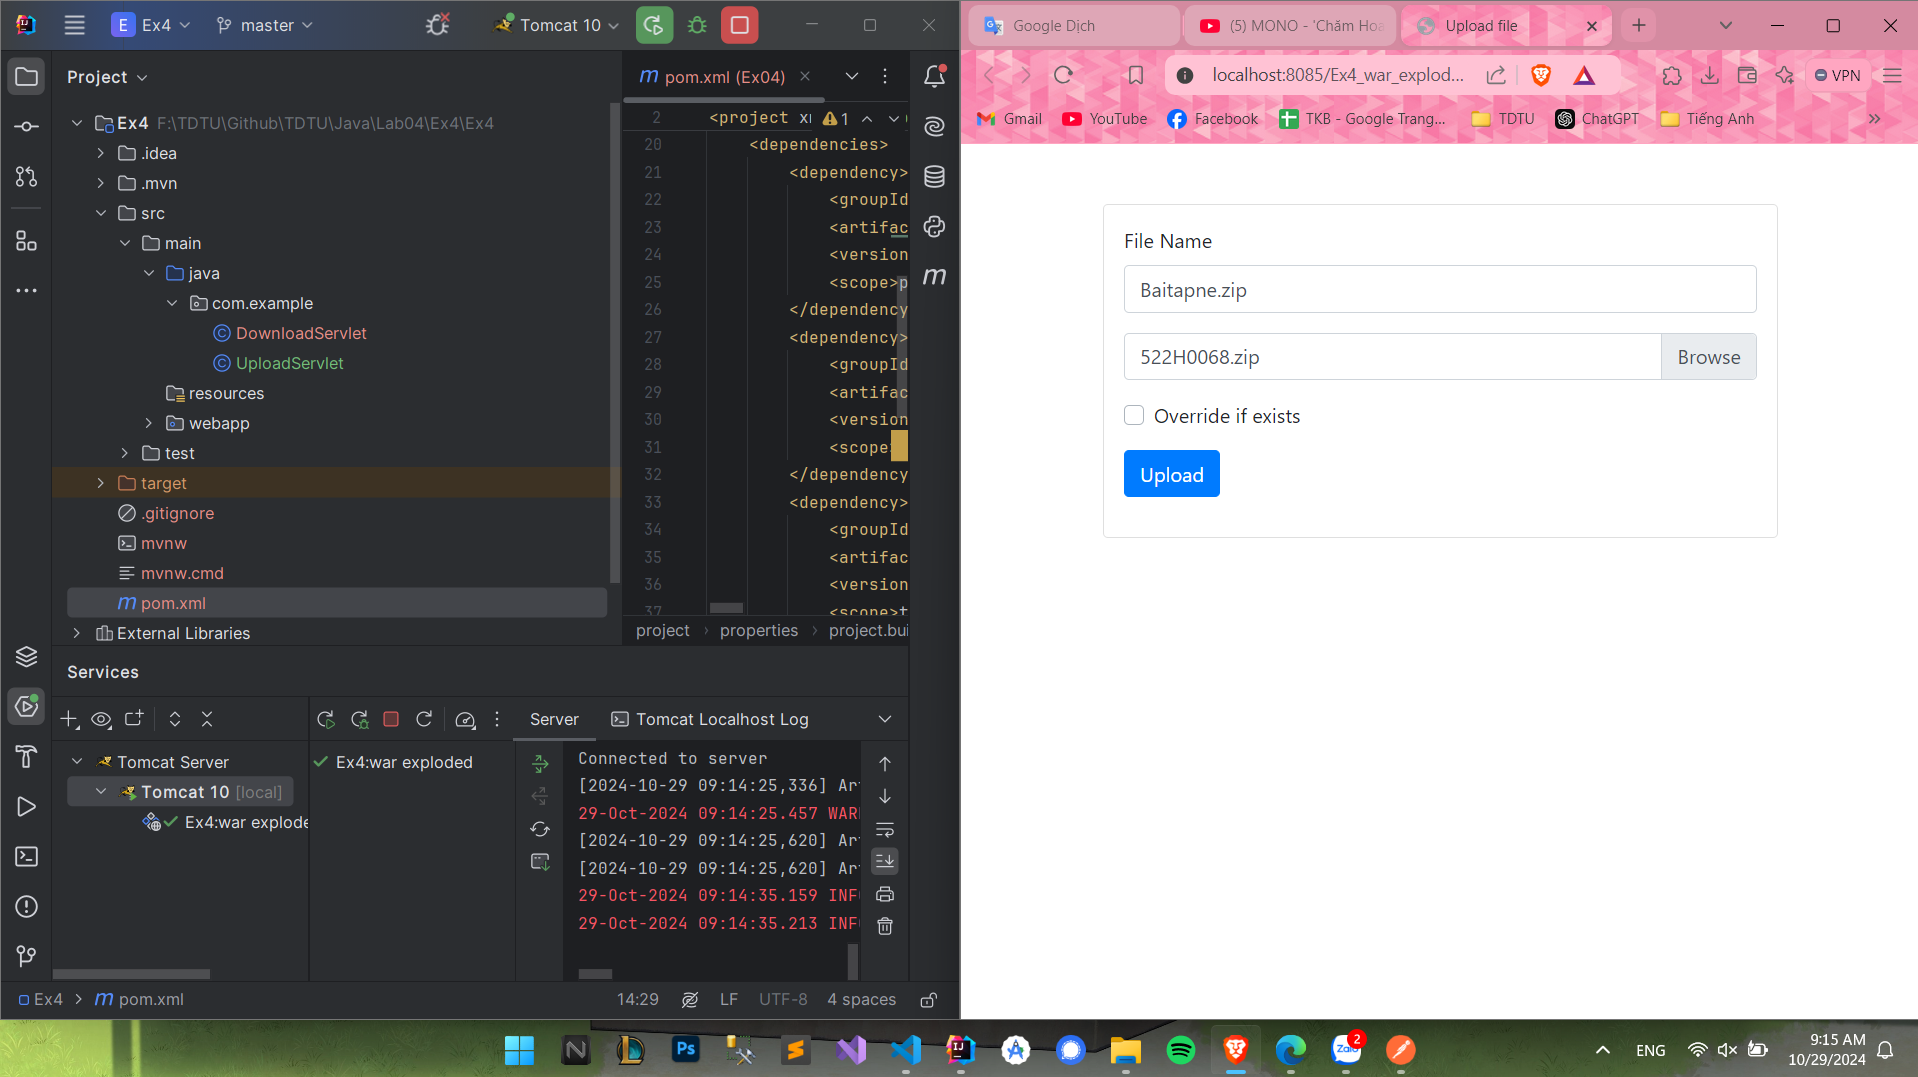 E Ex4 master Tomcat 10
Project
pom.xml (Ex04)
Ex4 F:\TDTU\Github\TDTU\Java\Lab04\Ex4\Ex4
.idea
.mvn
src
main
java
com.example
DownloadServlet
UploadServlet
resources
webapp
test
target
.gitignore
mvnw
mvnw.cmd
pom.xml
External Libraries
2 <project 1
20 <dependencies>
21 <dependency>
22 <groupId
23 <artifac
24 <version
25 <scope>p
26 </dependency
27 <dependency>
28 <groupId
29 <artifac
30 <version
31 <scope
32 </dependency
33 <dependency>
34 <groupId
35 <artifac
36 <version
37 <scope>t
project properties project.bui
Services
Server Tomcat Localhost Log
Tomcat Server
Tomcat 10 [local]
Ex4:war explode
Ex4:war exploded
Connected to server
[2024-10-29 09:14:25,336] Ar
29-Oct-2024 09:14:25.457 WAR
[2024-10-29 09:14:25,620] Ar
[2024-10-29 09:14:25,620] Ar
29-Oct-2024 09:14:35.159 INF
29-Oct-2024 09:14:35.213 INF
Ex4 pom.xml 14:29 LF UTF-8 4 spaces
Google Dịch (5) MONO - 'Chăm Hoa Upload file
localhost:8085/Ex4_war_explod... VPN
Gmail YouTube Facebook TKB - Google Trang... TDTU ChatGPT Tiếng Anh
File Name
Baitapne.zip
522H0068.zip Browse
Override if exists
Upload
Ps
IJ
Zalo 2
ENG
9:15 AM
10/29/2024